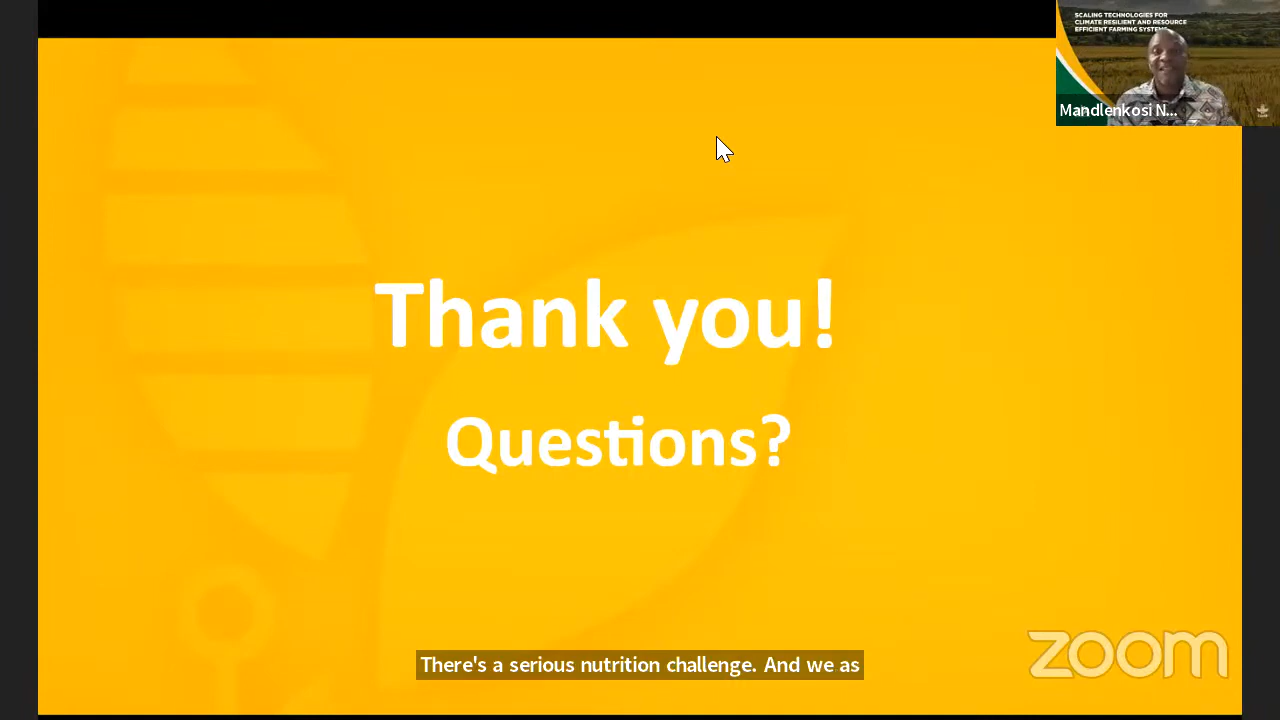 SCALING TECHNOLOGIES FOR
CLIMATE RESILIENT AND RESOURCE
EFFICIENT FARMING SYSTEMS
Mandlenkosi N...
Thank you!
Questions?
There's a serious nutrition challenge. And we as
zoom